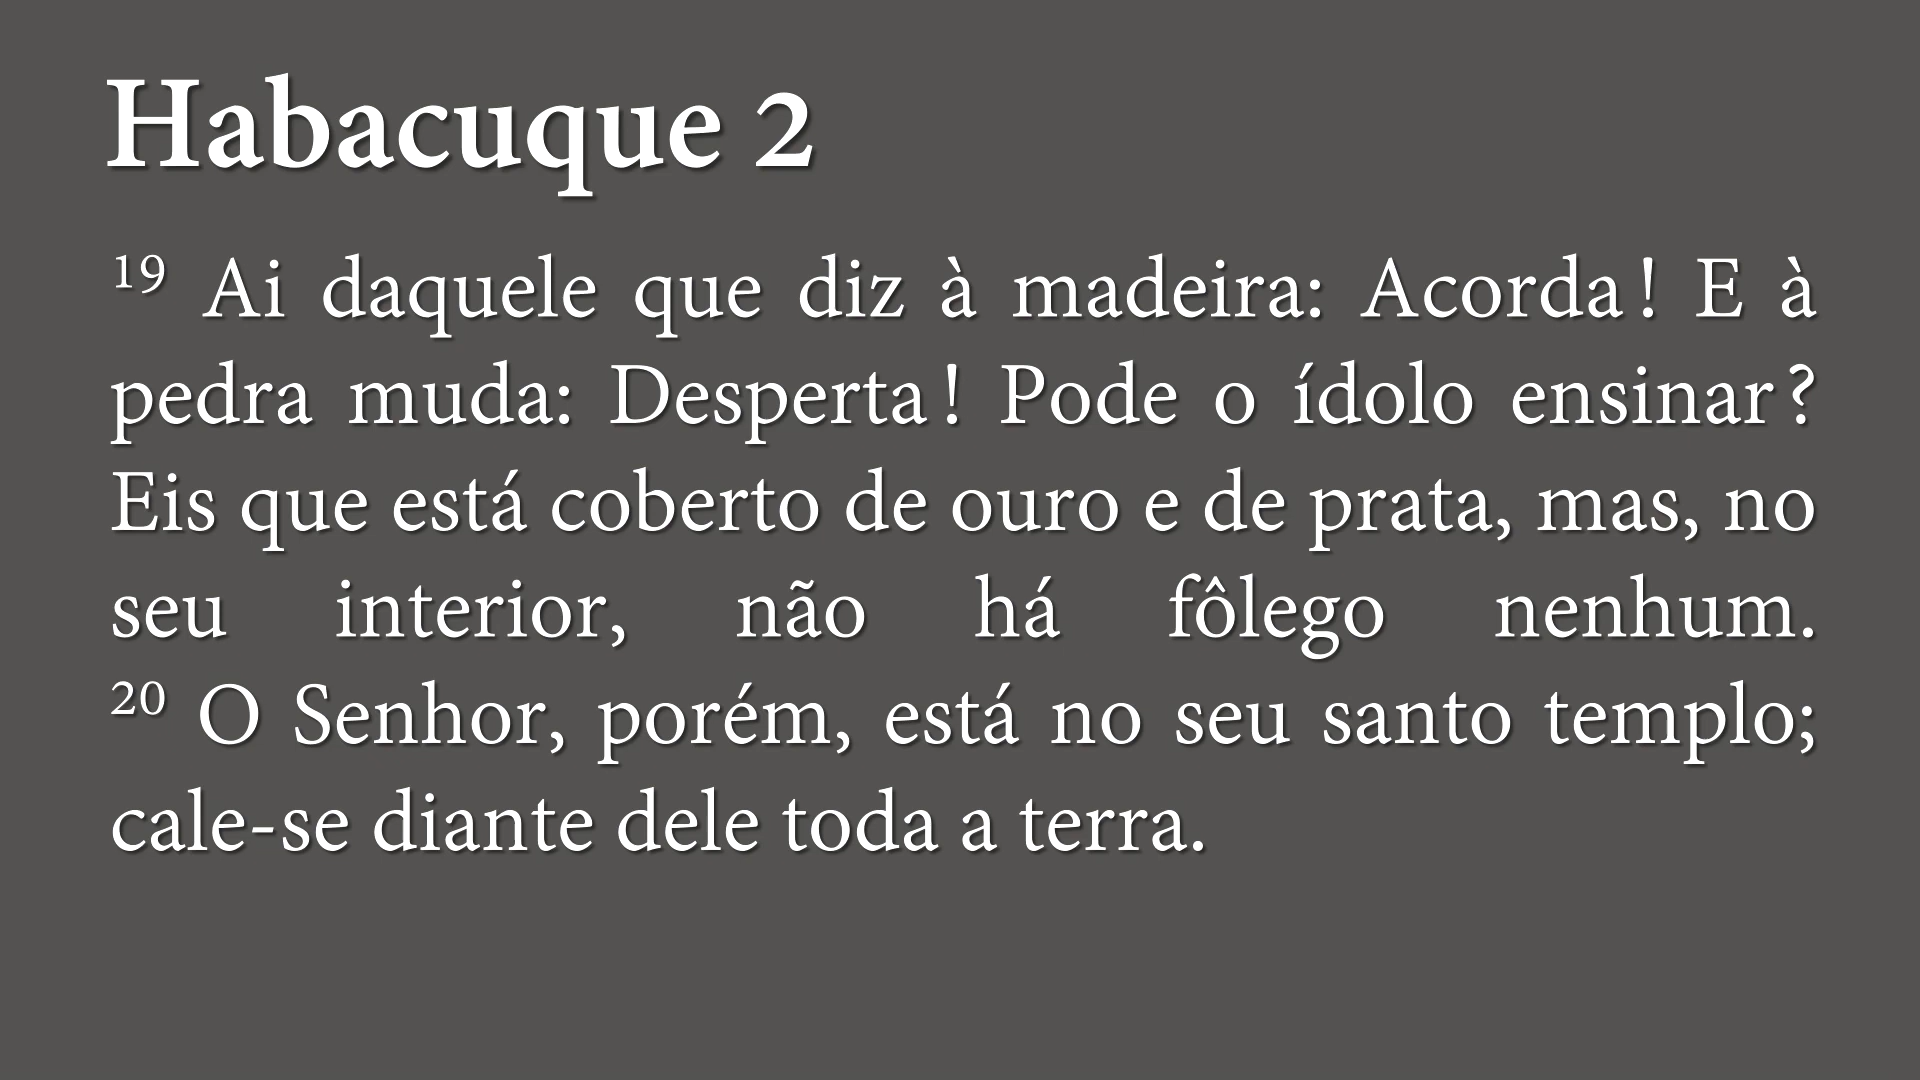 Habacuque 2
¹⁹ Ai daquele que diz à madeira: Acorda! E à
pedra muda: Desperta! Pode o ídolo ensinar?
Eis que está coberto de ouro e de prata, mas, no
seu interior, não há fôlego nenhum.
²⁰ O Senhor, porém, está no seu santo templo;
cale-se diante dele toda a terra.